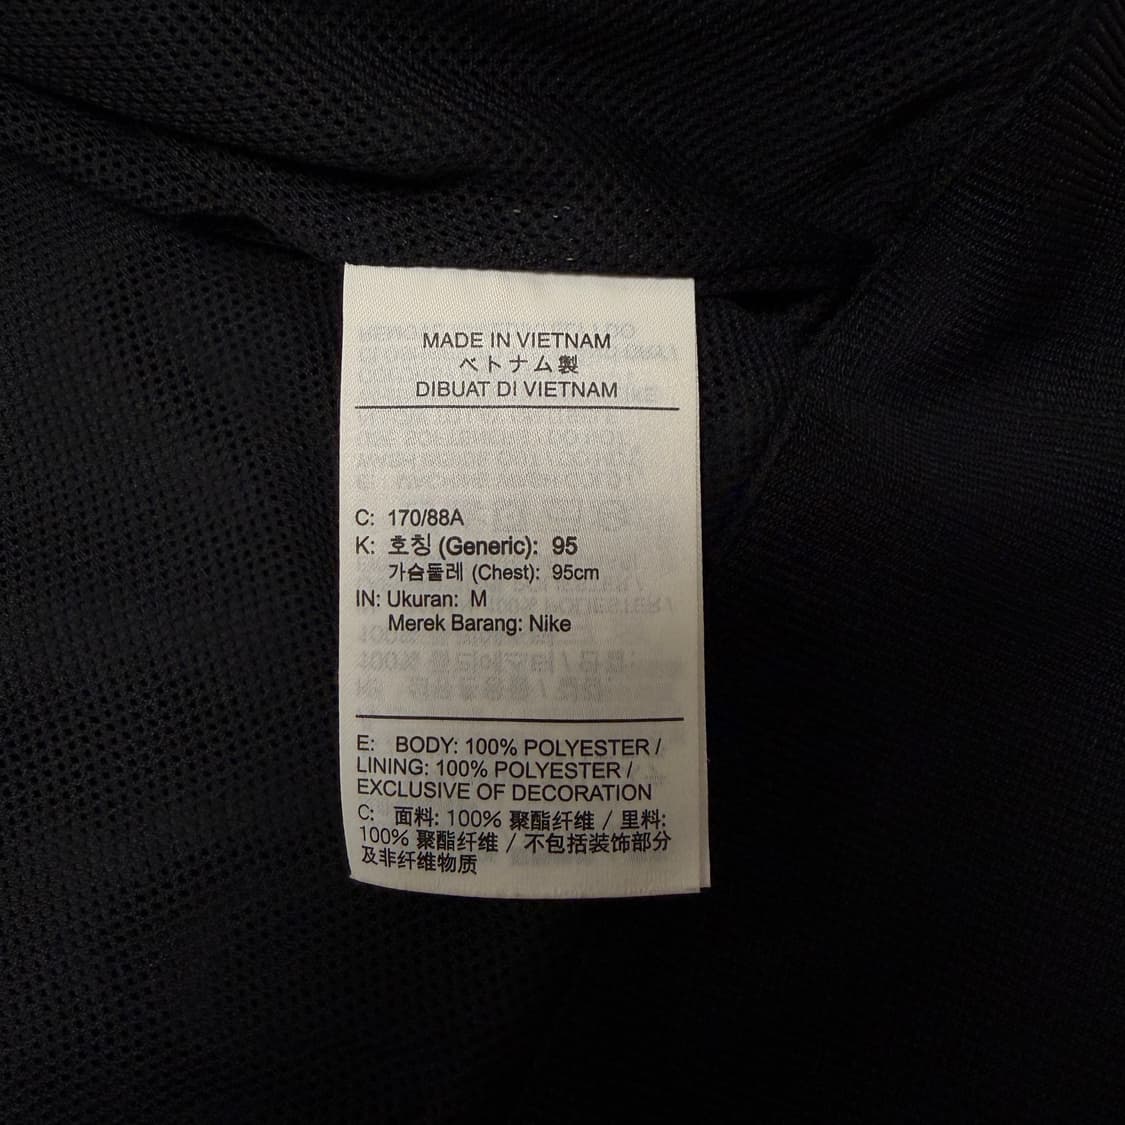 MADE IN VIETNAM
ベトナム製
DIBUAT DI VIETNAM
C: 170/88A
K: 호칭 (Generic): 95
가슴둘레 (Chest): 95cm
IN: Ukuran: M
Merek Barang: Nike
E: BODY: 100% POLYESTER /
LINING: 100% POLYESTER /
EXCLUSIVE OF DECORATION
C: 面料: 100% 聚酯纤维 / 里料:
100% 聚酯纤维 / 不包括装饰部分
及非纤维物质